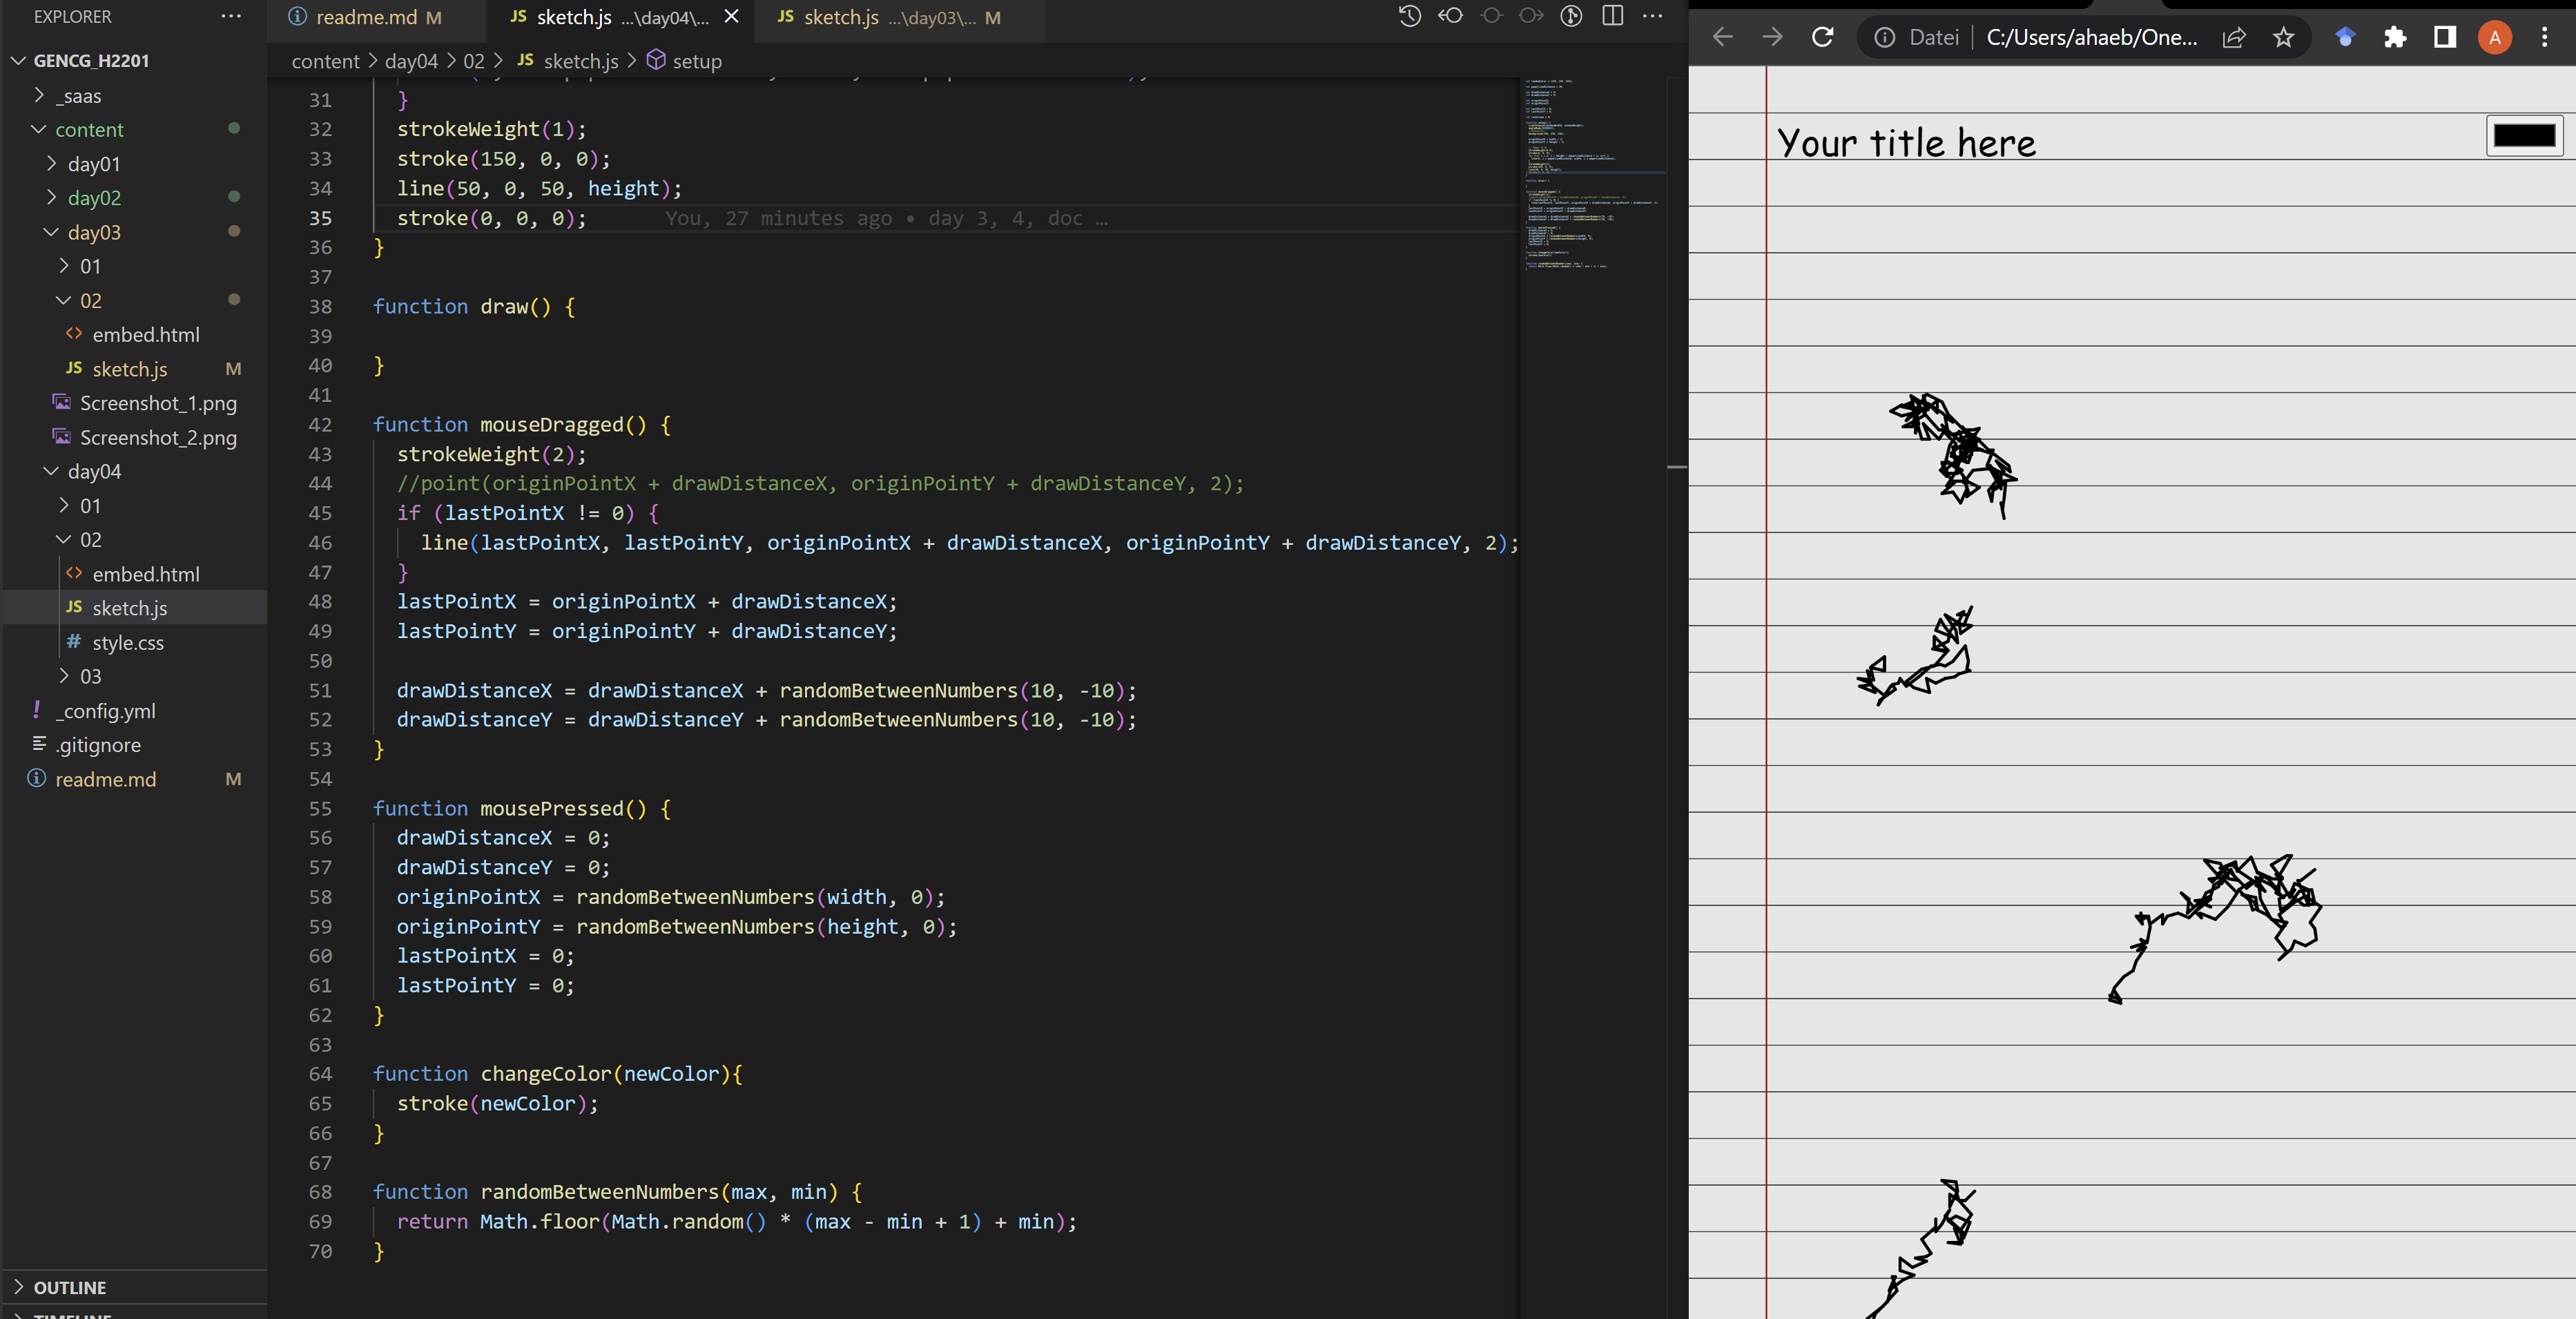 EXPLORER
GENCG_H2201
_saas
content
day01
day02
day03
01
02
embed.html
sketch.js M
Screenshot_1.png
Screenshot_2.png
day04
01
02
embed.html
sketch.js
style.css
03
_config.yml
.gitignore
readme.md M
OUTLINE
TIMELINE
readme.md M
JS sketch.js ...\day04\...
JS sketch.js ...\day03\... M
content > day04 > 02 > JS sketch.js > setup
31 }
32 strokeWeight(1);
33 stroke(150, 0, 0);
34 line(50, 0, 50, height);
35 stroke(0, 0, 0); You, 27 minutes ago • day 3, 4, doc …
36 }
37
38 function draw() {
39
40 }
41
42 function mouseDragged() {
43 strokeWeight(2);
44 //point(originPointX + drawDistanceX, originPointY + drawDistanceY, 2);
45 if (lastPointX != 0) {
46 line(lastPointX, lastPointY, originPointX + drawDistanceX, originPointY + drawDistanceY, 2);
47 }
48 lastPointX = originPointX + drawDistanceX;
49 lastPointY = originPointY + drawDistanceY;
50
51 drawDistanceX = drawDistanceX + randomBetweenNumbers(10, -10);
52 drawDistanceY = drawDistanceY + randomBetweenNumbers(10, -10);
53 }
54
55 function mousePressed() {
56 drawDistanceX = 0;
57 drawDistanceY = 0;
58 originPointX = randomBetweenNumbers(width, 0);
59 originPointY = randomBetweenNumbers(height, 0);
60 lastPointX = 0;
61 lastPointY = 0;
62 }
63
64 function changeColor(newColor){
65 stroke(newColor);
66 }
67
68 function randomBetweenNumbers(max, min) {
69 return Math.floor(Math.random() * (max - min + 1) + min);
70 }
Datei C:/Users/ahaeb/One...
A
Your title here